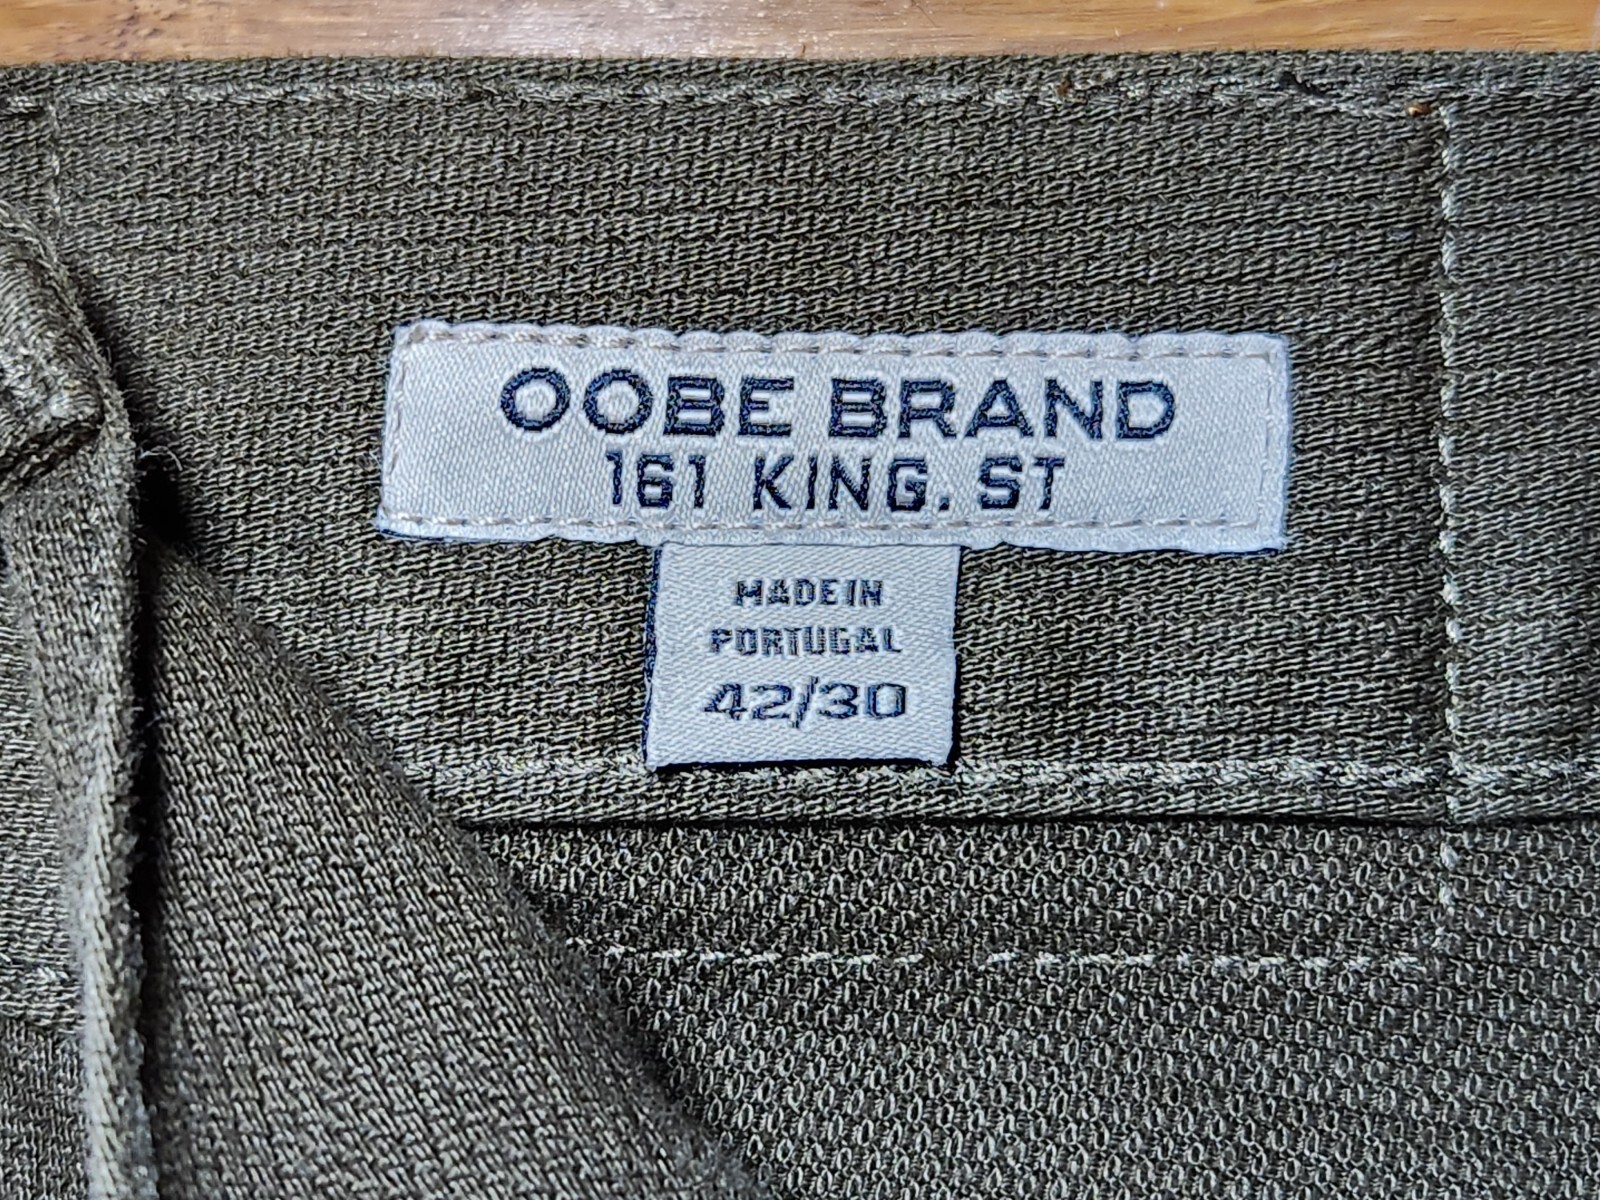 OOBE BRAND
161 KING. ST
MADE IN
PORTUGAL
42/30